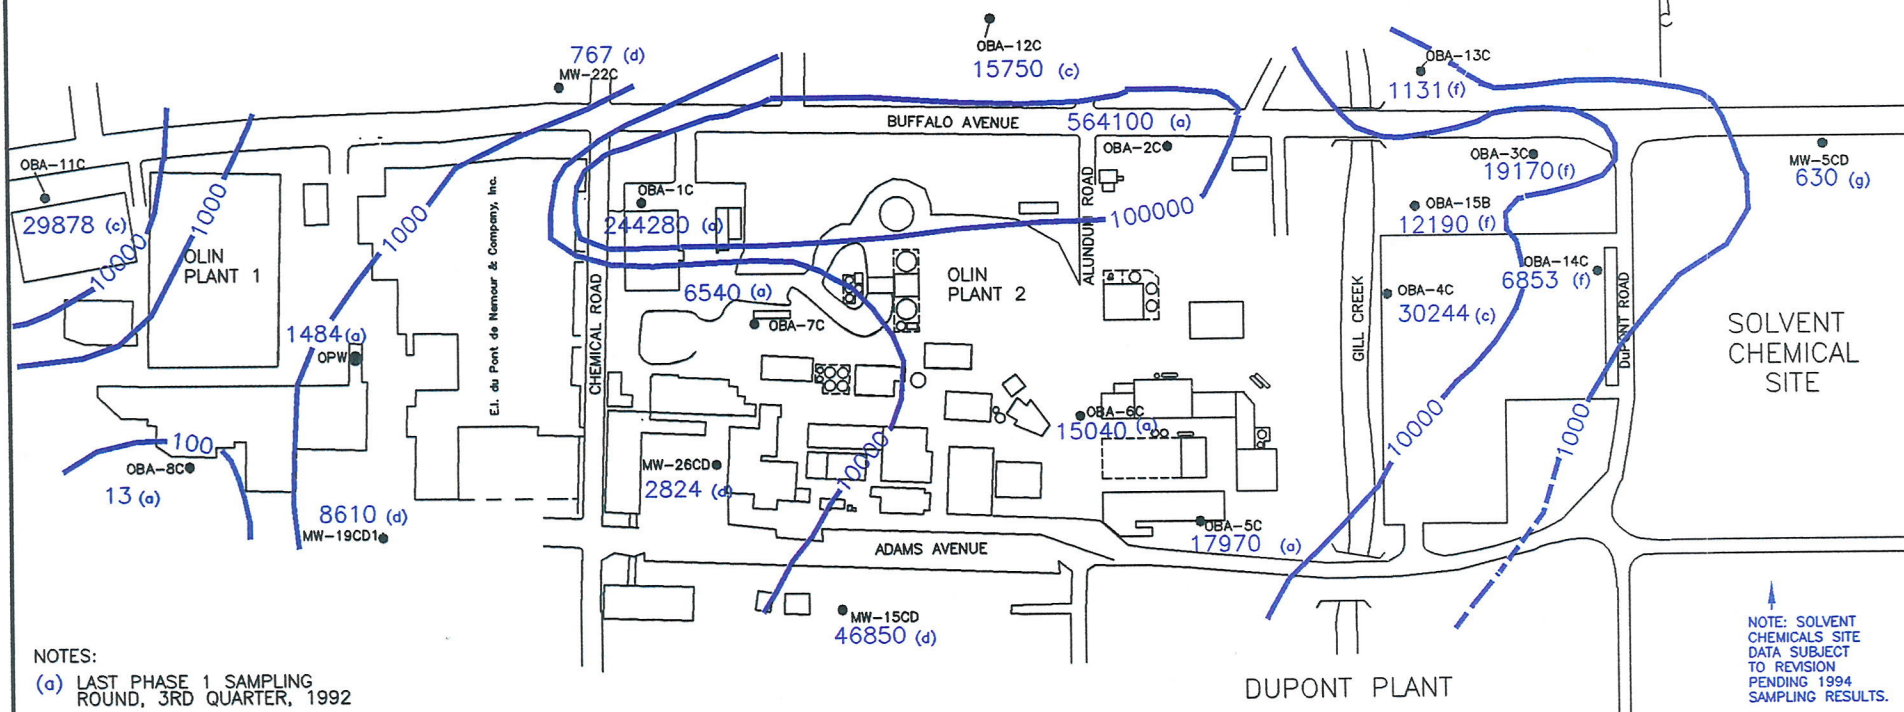 767 (d)
MW-22C
OBA-12C
15750 (c)
OBA-13C
1131 (f)
BUFFALO AVENUE
564100 (a)
OBA-2C
OBA-3C
19170 (f)
MW-5CD
630 (g)
OBA-11C
29878 (c)
10000
1000
OLIN
PLANT 1
1000
E.I. du Pont de Nemour & Company, Inc.
OBA-1C
244280 (a)
100000
ALUNDUM ROAD
OBA-15B
12190 (f)
OBA-14C
6853 (f)
OLIN
PLANT 2
6540 (a)
OBA-7C
OBA-4C
30244 (c)
GILL CREEK
DuPONT ROAD
SOLVENT
CHEMICAL
SITE
1484 (a)
OPW
CHEMICAL ROAD
OBA-6C
15040 (a)
10000
1000
100
OBA-8C
13 (a)
MW-26CD
2824 (d)
10000
8610 (d)
MW-19CD1
OBA-5C
17970 (a)
ADAMS AVENUE
MW-15CD
46850 (d)
DUPONT PLANT
NOTE: SOLVENT
CHEMICALS SITE
DATA SUBJECT
TO REVISION
PENDING 1994
SAMPLING RESULTS.
NOTES:
(a) LAST PHASE 1 SAMPLING
ROUND, 3RD QUARTER, 1992